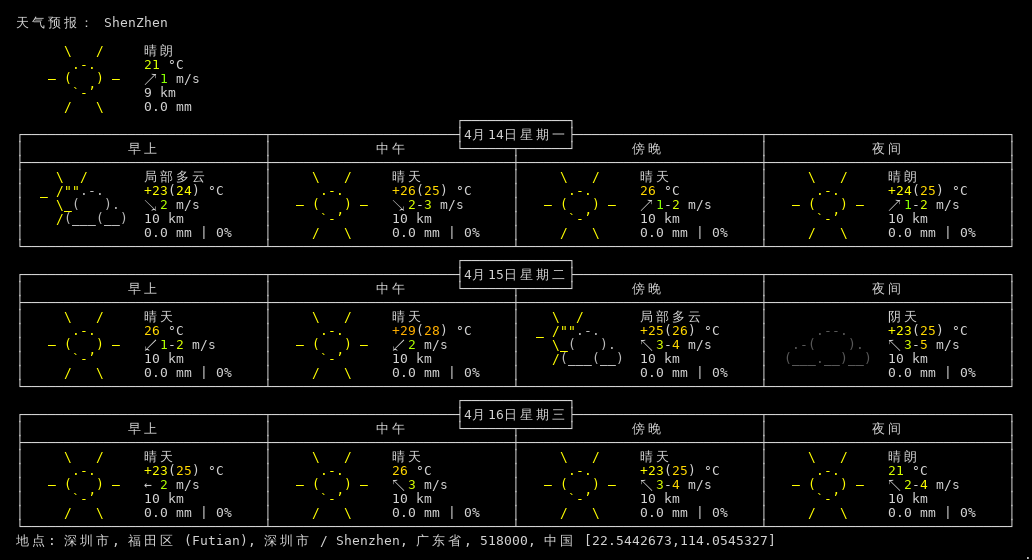 天气预报： ShenZhen
晴朗
21 °C
↗ 1 m/s
9 km
0.0 mm
4月14日星期一
早上 中午 傍晚 夜间
局部多云 晴天 晴天 晴朗
+23(24) °C +26(25) °C 26 °C +24(25) °C
↘ 2 m/s ↘ 2-3 m/s ↗ 1-2 m/s ↗ 1-2 m/s
10 km 10 km 10 km 10 km
0.0 mm | 0% 0.0 mm | 0% 0.0 mm | 0% 0.0 mm | 0%
4月15日星期二
早上 中午 傍晚 夜间
晴天 晴天 局部多云 阴天
26 °C +29(28) °C +25(26) °C +23(25) °C
↙ 1-2 m/s ↙ 2 m/s ↖ 3-4 m/s ↖ 3-5 m/s
10 km 10 km 10 km 10 km
0.0 mm | 0% 0.0 mm | 0% 0.0 mm | 0% 0.0 mm | 0%
4月16日星期三
早上 中午 傍晚 夜间
晴天 晴天 晴天 晴朗
+23(25) °C 26 °C +23(25) °C 21 °C
← 2 m/s ↖ 3 m/s ↖ 3-4 m/s ↖ 2-4 m/s
10 km 10 km 10 km 10 km
0.0 mm | 0% 0.0 mm | 0% 0.0 mm | 0% 0.0 mm | 0%
地点: 深圳市, 福田区 (Futian), 深圳市 / Shenzhen, 广东省, 518000, 中国 [22.5442673,114.0545327]